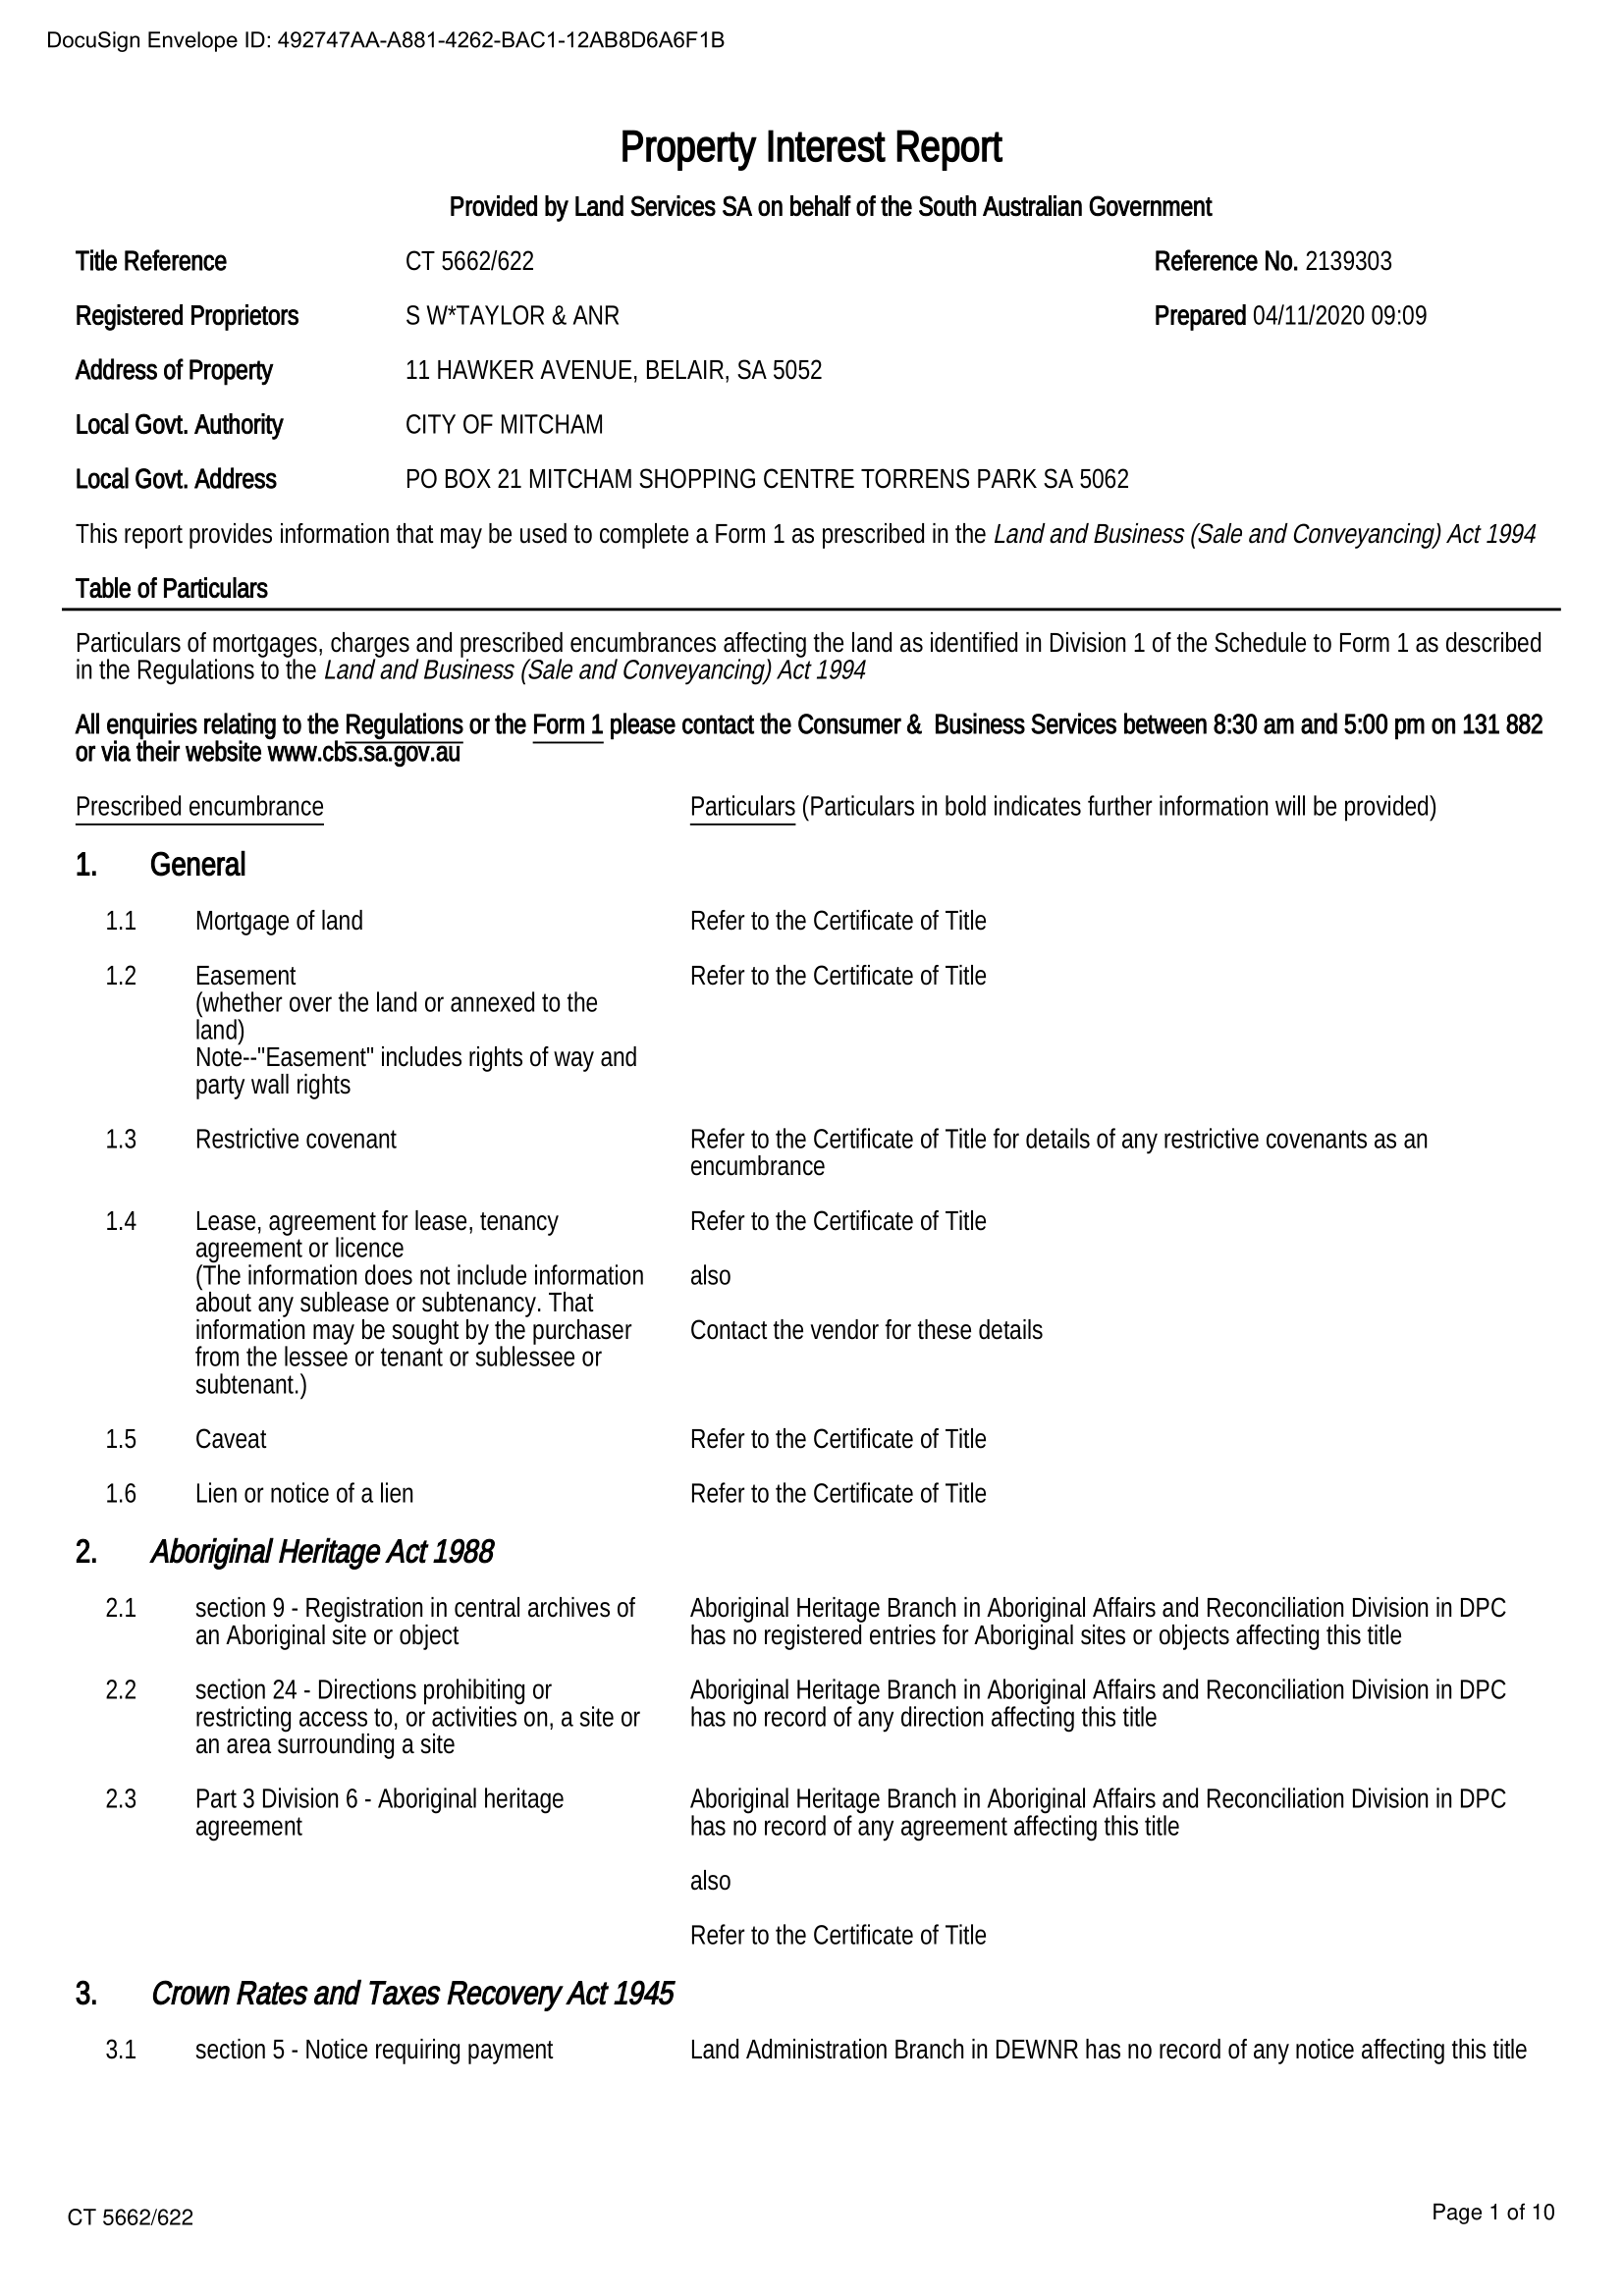 DocuSign Envelope ID: 492747AA-A881-4262-BAC1-12AB8D6A6F1B
Property Interest Report
Provided by Land Services SA on behalf of the South Australian Government
Title Reference CT 5662/622 Reference No. 2139303
Registered Proprietors S W*TAYLOR & ANR Prepared 04/11/2020 09:09
Address of Property 11 HAWKER AVENUE, BELAIR, SA 5052
Local Govt. Authority CITY OF MITCHAM
Local Govt. Address PO BOX 21 MITCHAM SHOPPING CENTRE TORRENS PARK SA 5062
This report provides information that may be used to complete a Form 1 as prescribed in the Land and Business (Sale and Conveyancing) Act 1994
Table of Particulars
Particulars of mortgages, charges and prescribed encumbrances affecting the land as identified in Division 1 of the Schedule to Form 1 as described
in the Regulations to the Land and Business (Sale and Conveyancing) Act 1994
All enquiries relating to the Regulations or the Form 1 please contact the Consumer & Business Services between 8:30 am and 5:00 pm on 131 882
or via their website www.cbs.sa.gov.au
Prescribed encumbrance Particulars (Particulars in bold indicates further information will be provided)
1. General
1.1 Mortgage of land Refer to the Certificate of Title
1.2 Easement Refer to the Certificate of Title
(whether over the land or annexed to the
land)
Note--"Easement" includes rights of way and
party wall rights
1.3 Restrictive covenant Refer to the Certificate of Title for details of any restrictive covenants as an
encumbrance
1.4 Lease, agreement for lease, tenancy Refer to the Certificate of Title
agreement or licence
(The information does not include information also
about any sublease or subtenancy. That
information may be sought by the purchaser Contact the vendor for these details
from the lessee or tenant or sublessee or
subtenant.)
1.5 Caveat Refer to the Certificate of Title
1.6 Lien or notice of a lien Refer to the Certificate of Title
2. Aboriginal Heritage Act 1988
2.1 section 9 - Registration in central archives of Aboriginal Heritage Branch in Aboriginal Affairs and Reconciliation Division in DPC
an Aboriginal site or object has no registered entries for Aboriginal sites or objects affecting this title
2.2 section 24 - Directions prohibiting or Aboriginal Heritage Branch in Aboriginal Affairs and Reconciliation Division in DPC
restricting access to, or activities on, a site or has no record of any direction affecting this title
an area surrounding a site
2.3 Part 3 Division 6 - Aboriginal heritage Aboriginal Heritage Branch in Aboriginal Affairs and Reconciliation Division in DPC
agreement has no record of any agreement affecting this title
also
Refer to the Certificate of Title
3. Crown Rates and Taxes Recovery Act 1945
3.1 section 5 - Notice requiring payment Land Administration Branch in DEWNR has no record of any notice affecting this title
CT 5662/622 Page 1 of 10